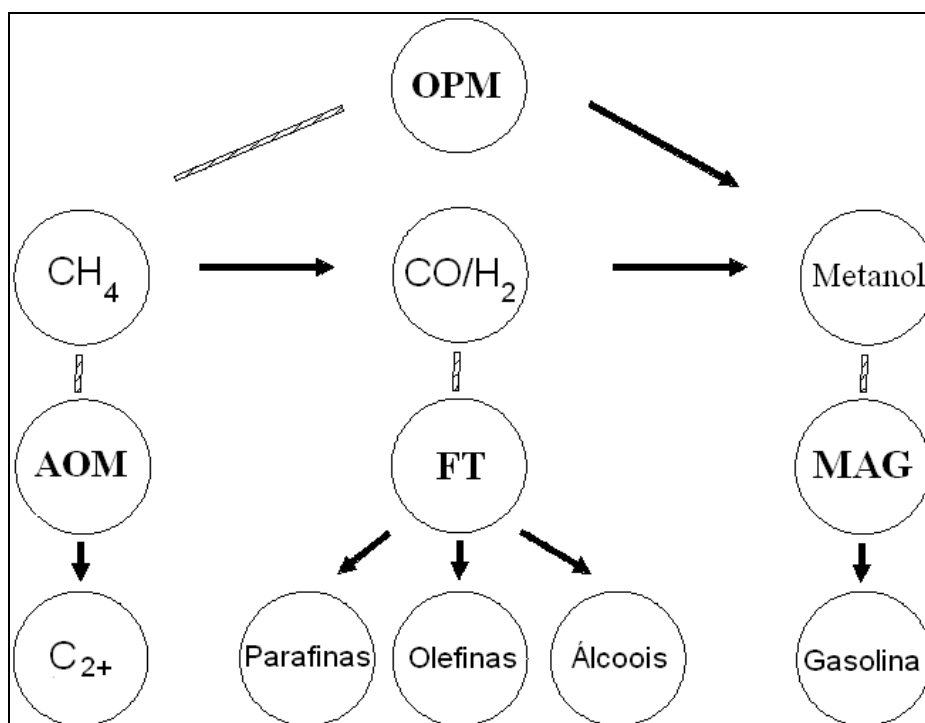 OPM
CH4
CO/H2
Metanol
AOM
FT
MAG
C2+
Parafinas
Olefinas
Álcoois
Gasolina